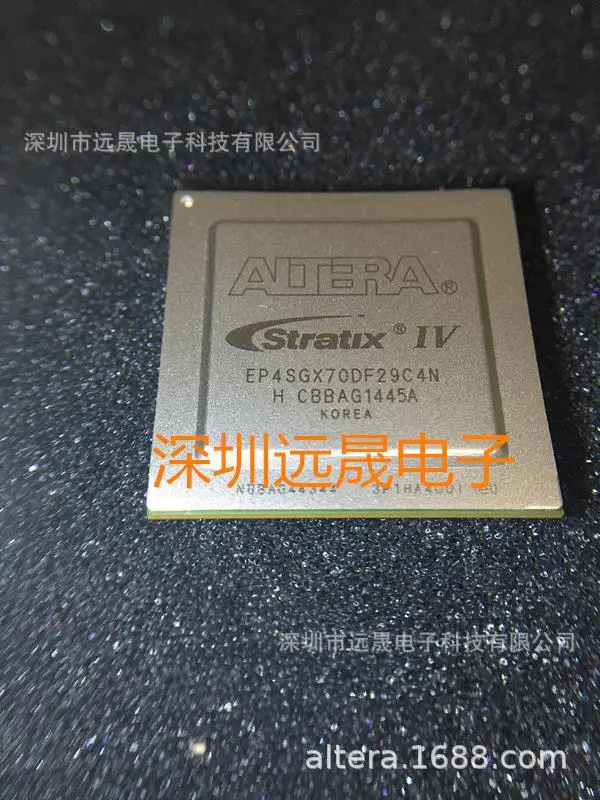 深圳市远晟电子科技有限公司
ALTERA®
Stratix® IV
EP4SGX70DF29C4N
H CBBAG1445A
KOREA
深圳远晟电子
深圳市远晟电子科技有限公司
altera.1688.com